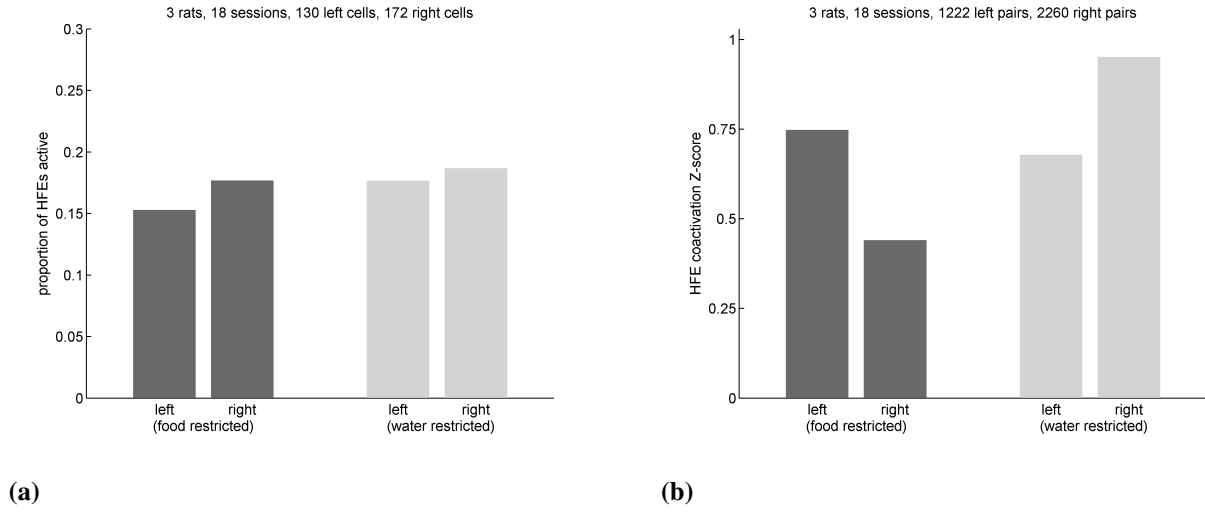 3 rats, 18 sessions, 130 left cells, 172 right cells
proportion of HFEs active
0.3
0.25
0.2
0.15
0.1
0.05
0
left right left right
(food restricted) (water restricted)
(a)
3 rats, 18 sessions, 1222 left pairs, 2260 right pairs
HFE coactivation Z-score
1
0.75
0.5
0.25
0
left right left right
(food restricted) (water restricted)
(b)